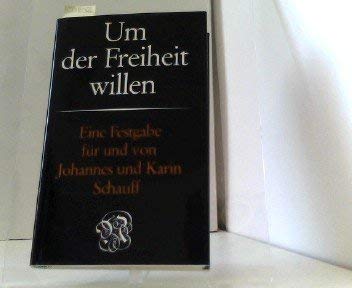 Um
der Freiheit
willen
Eine Festgabe
für und von
Johannes und Karin
Schauff